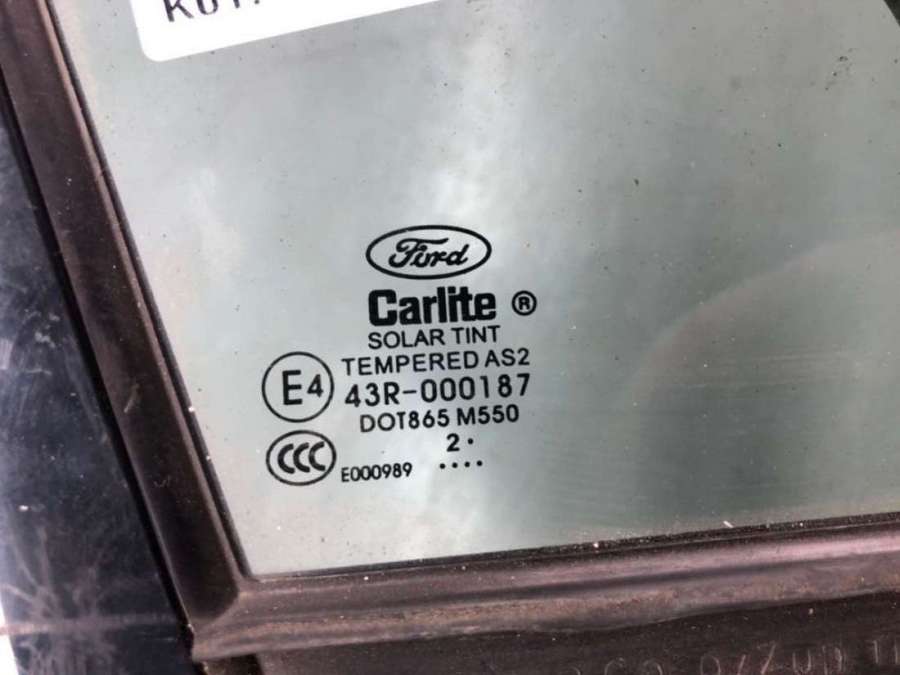 Ford
Carlite ®
SOLAR TINT
TEMPERED AS2
E4 43R-000187
DOT865 M550
2 ·
CCC E000989 ····